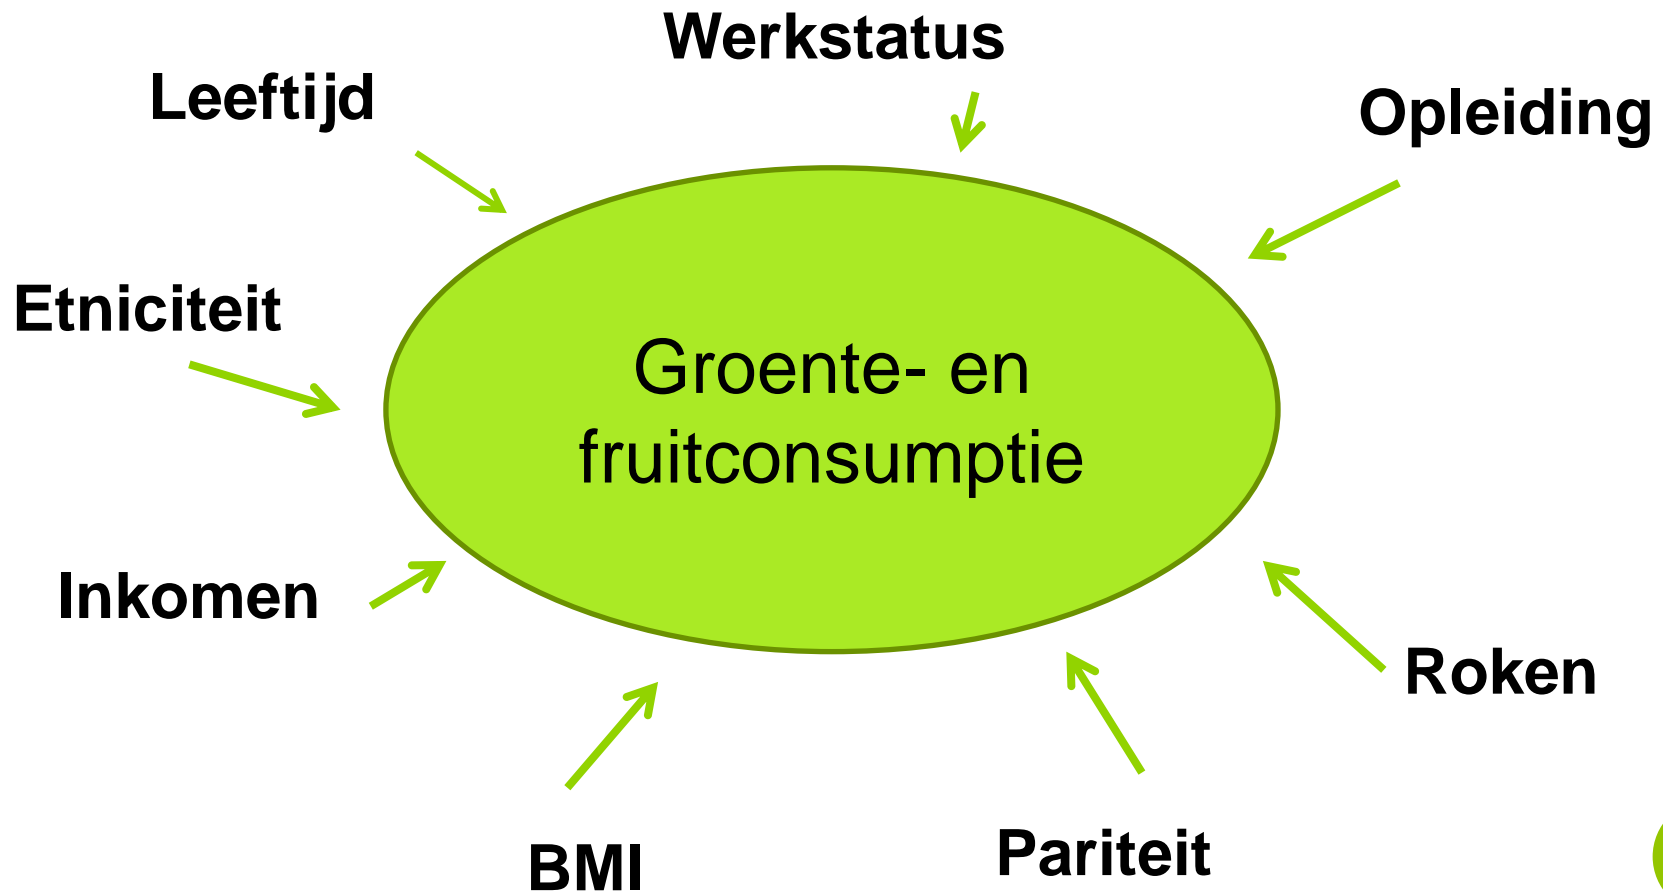 Werkstatus
Leeftijd
Opleiding
Etniciteit
Groente- en
fruitconsumptie
Inkomen
Roken
BMI
Pariteit